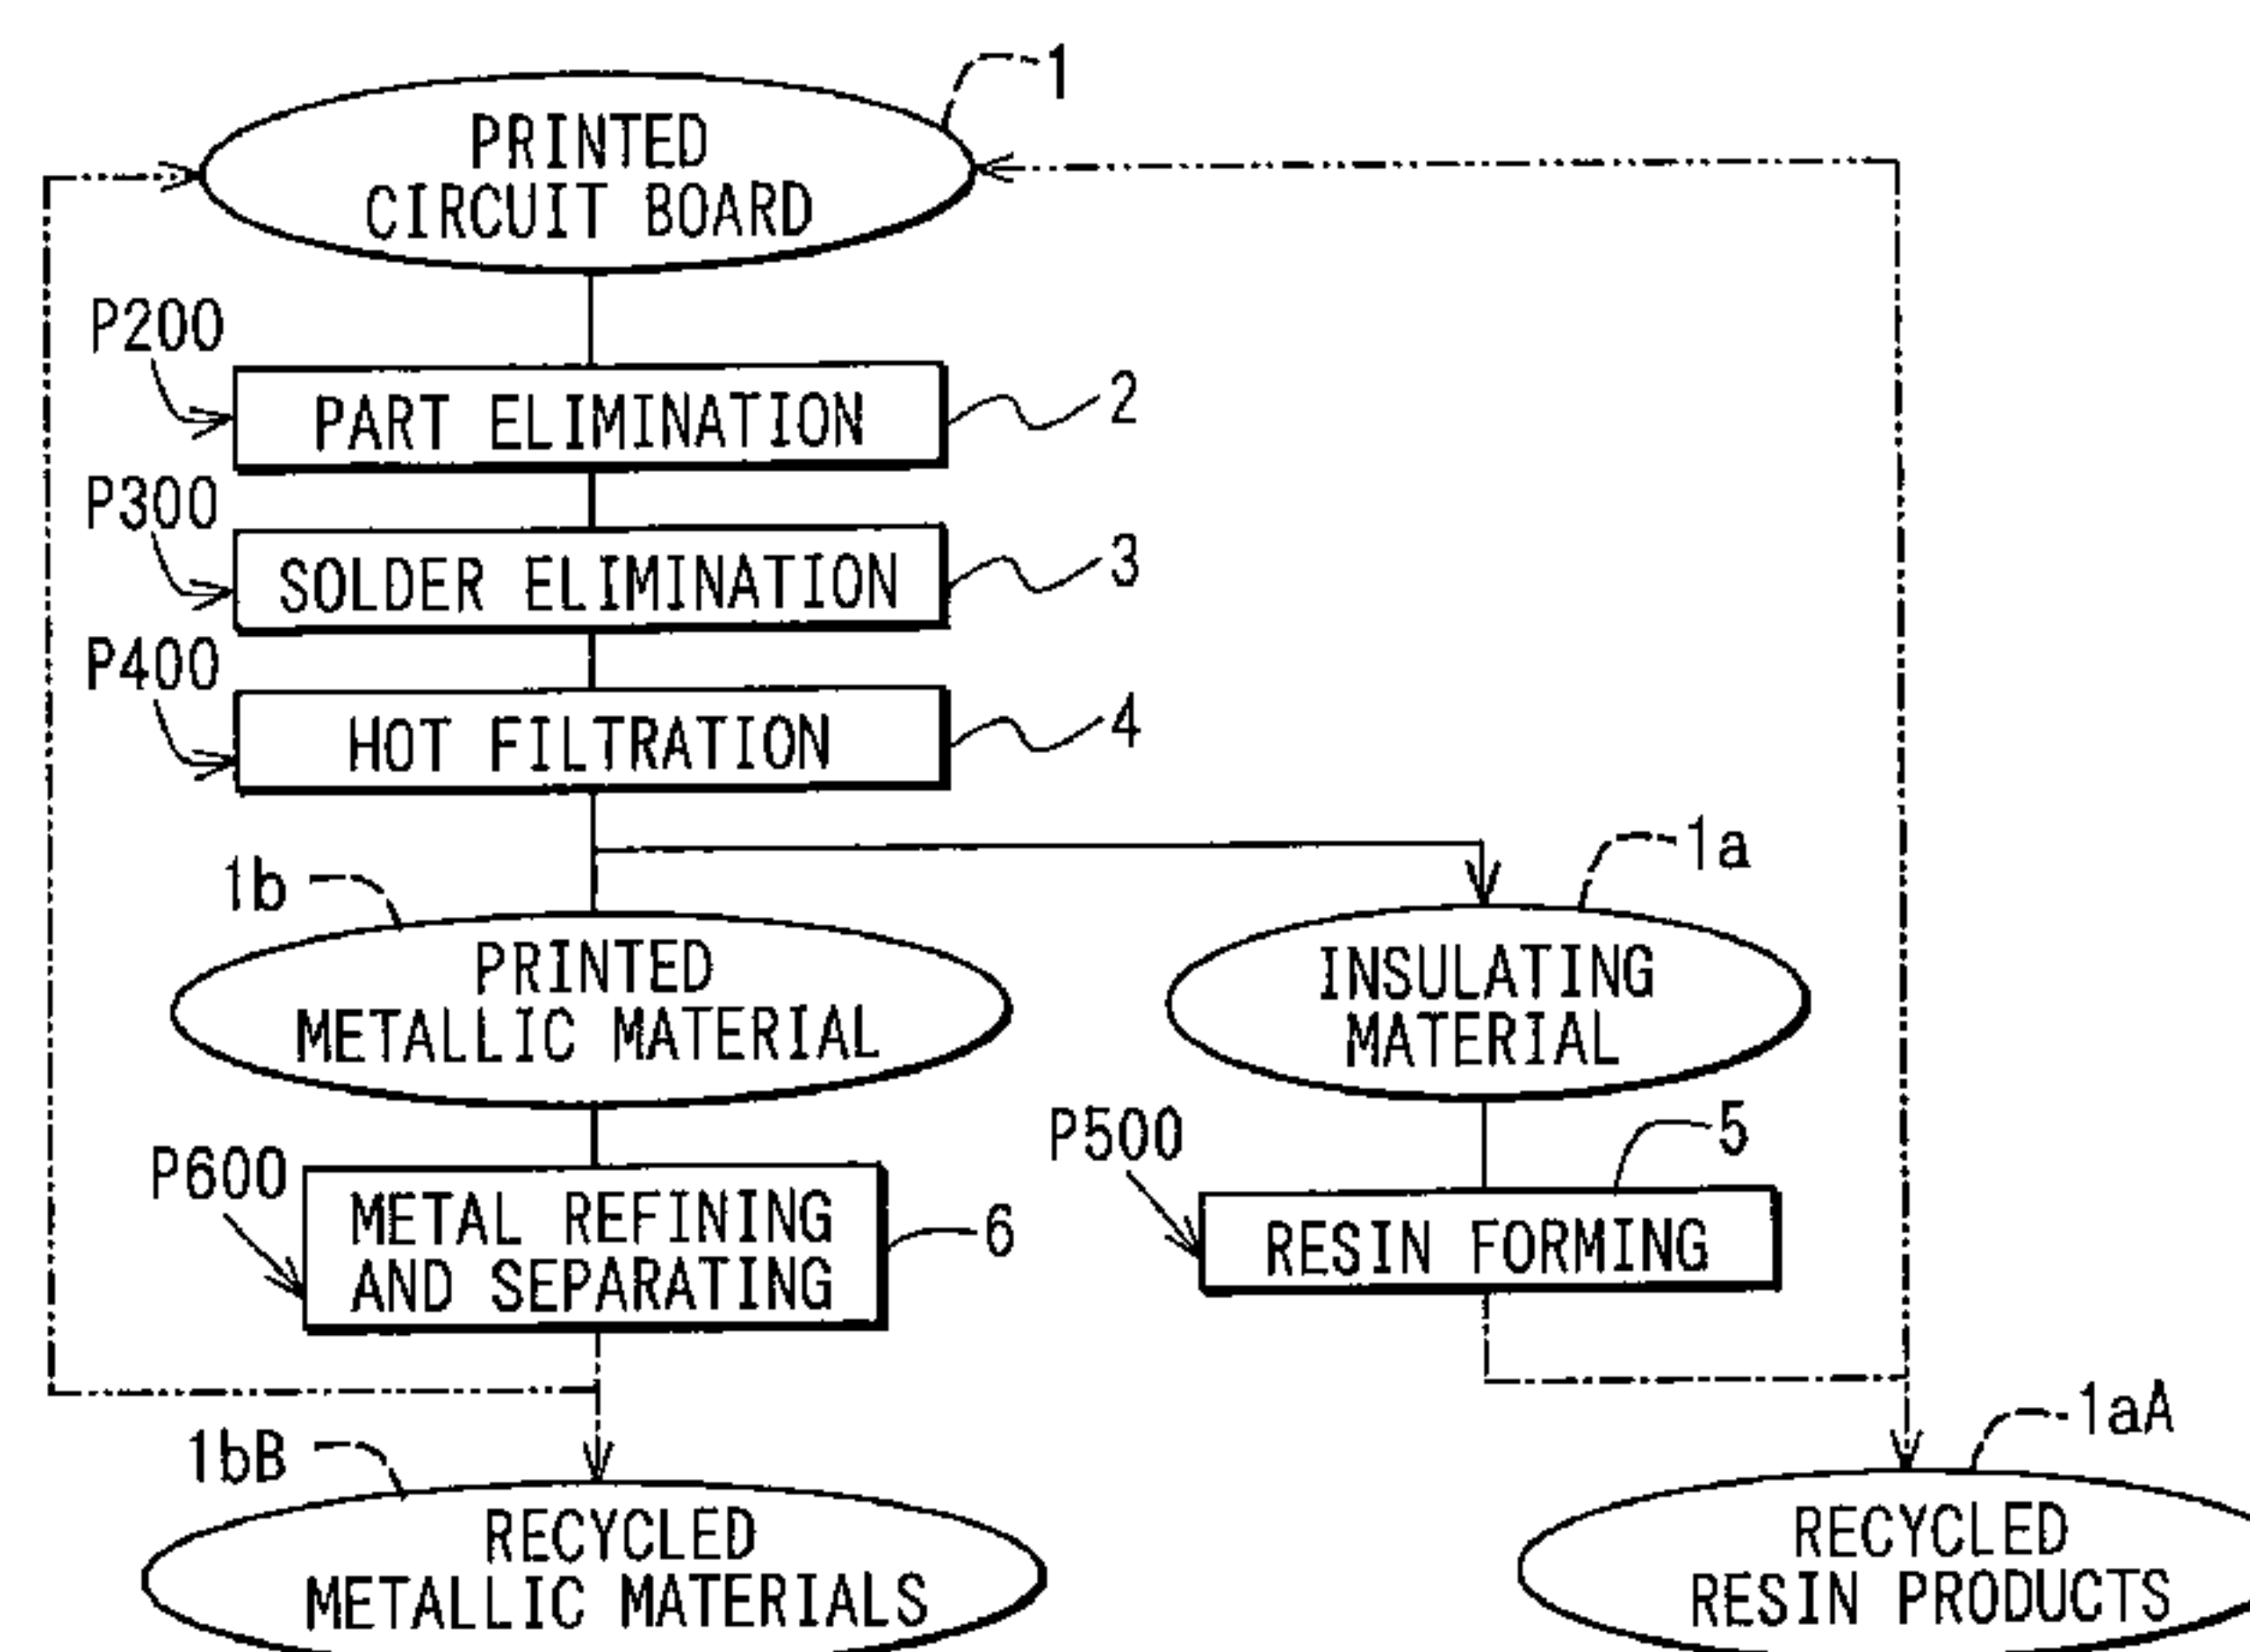 1
PRINTED
CIRCUIT BOARD
P200
PART ELIMINATION
2
P300
SOLDER ELIMINATION
3
P400
HOT FILTRATION
4
1b
PRINTED
METALLIC MATERIAL
1a
INSULATING
MATERIAL
P600
METAL REFINING
AND SEPARATING
6
P500
RESIN FORMING
5
1bB
RECYCLED
METALLIC MATERIALS
1aA
RECYCLED
RESIN PRODUCTS